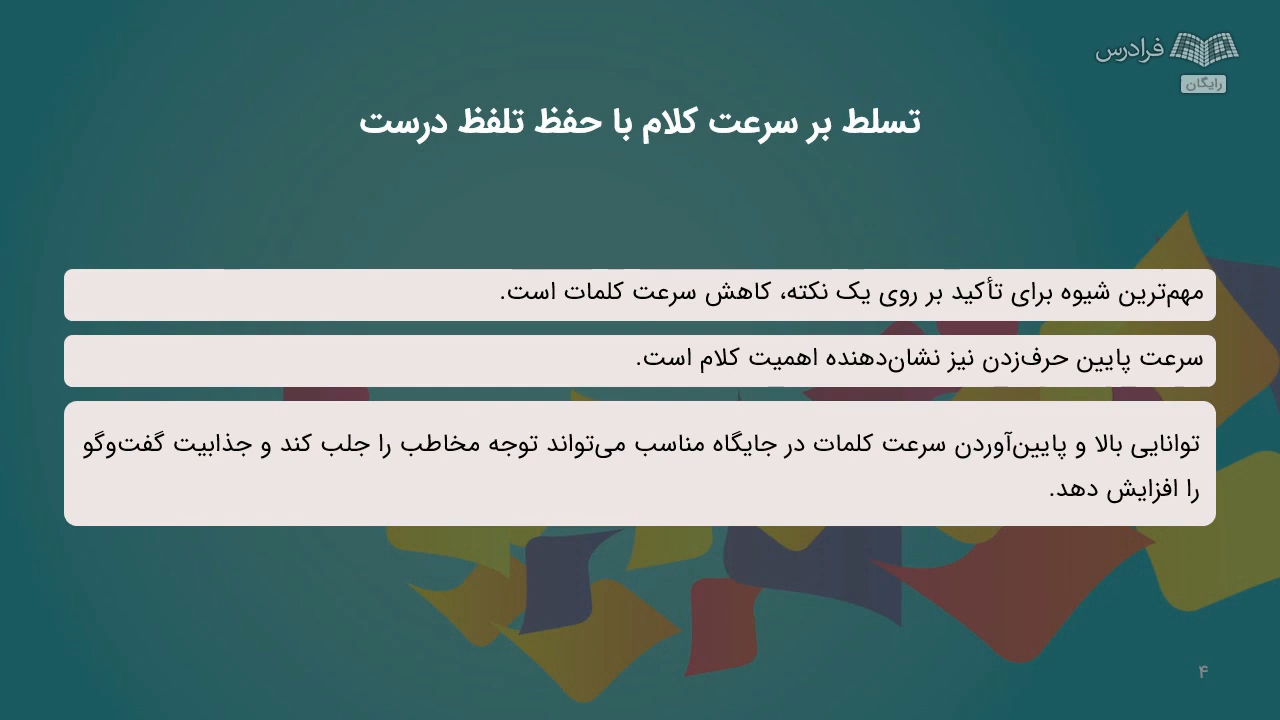 فرادرس
رایگان
تسلط بر سرعت کلام با حفظ تلفظ درست
مهم‌ترین شیوه برای تأکید بر روی یک نکته، کاهش سرعت کلمات است.
سرعت پایین حرف‌زدن نیز نشان‌دهنده اهمیت کلام است.
توانایی بالا و پایین‌آوردن سرعت کلمات در جایگاه مناسب می‌تواند توجه مخاطب را جلب کند و جذابیت گفت‌وگو
را افزایش دهد.
۴